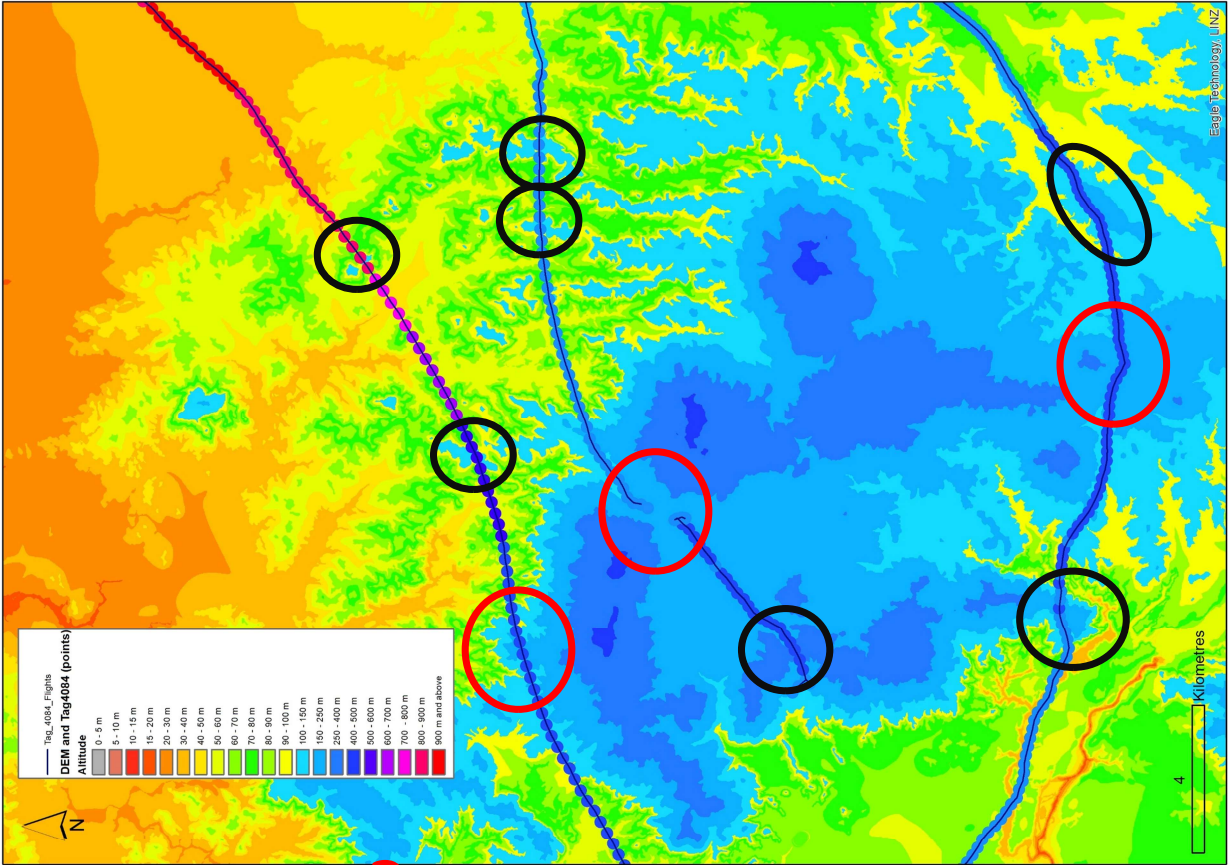 Tag_4084_Flights
DEM and Tag4084 (points)
Altitude
0 - 5 m
5 - 10 m
10 - 15 m
15 - 20 m
20 - 30 m
30 - 40 m
40 - 50 m
50 - 60 m
60 - 70 m
70 - 80 m
80 - 90 m
90 - 100 m
100 - 150 m
150 - 250 m
250 - 400 m
400 - 500 m
500 - 600 m
600 - 700 m
700 - 800 m
800 - 900 m
900 m and above
N
4
Kilometres
Eagle Technology, LINZ